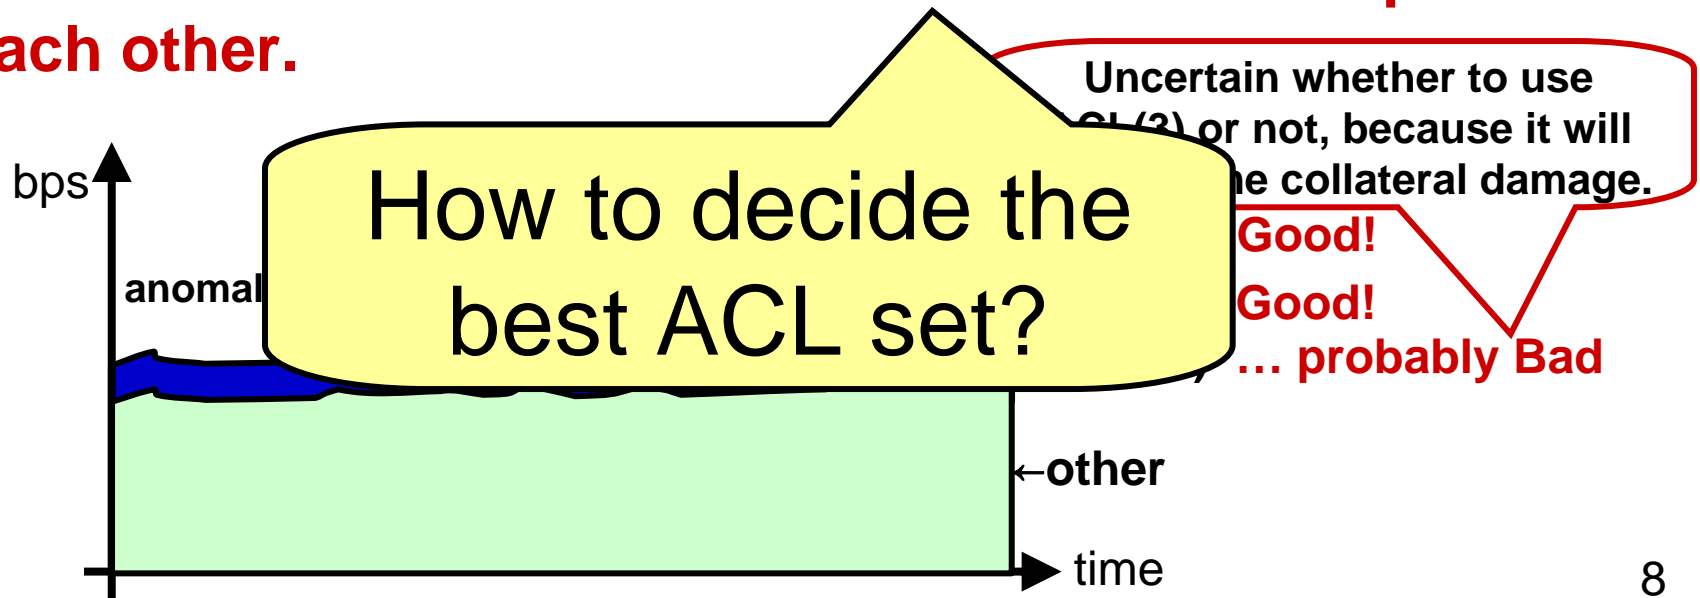 ach other.
Uncertain whether to use
(3) or not, because it will
collateral damage.
bps
How to decide the
best ACL set?
Good!
anomal
Good!
... probably Bad
←other
time
8